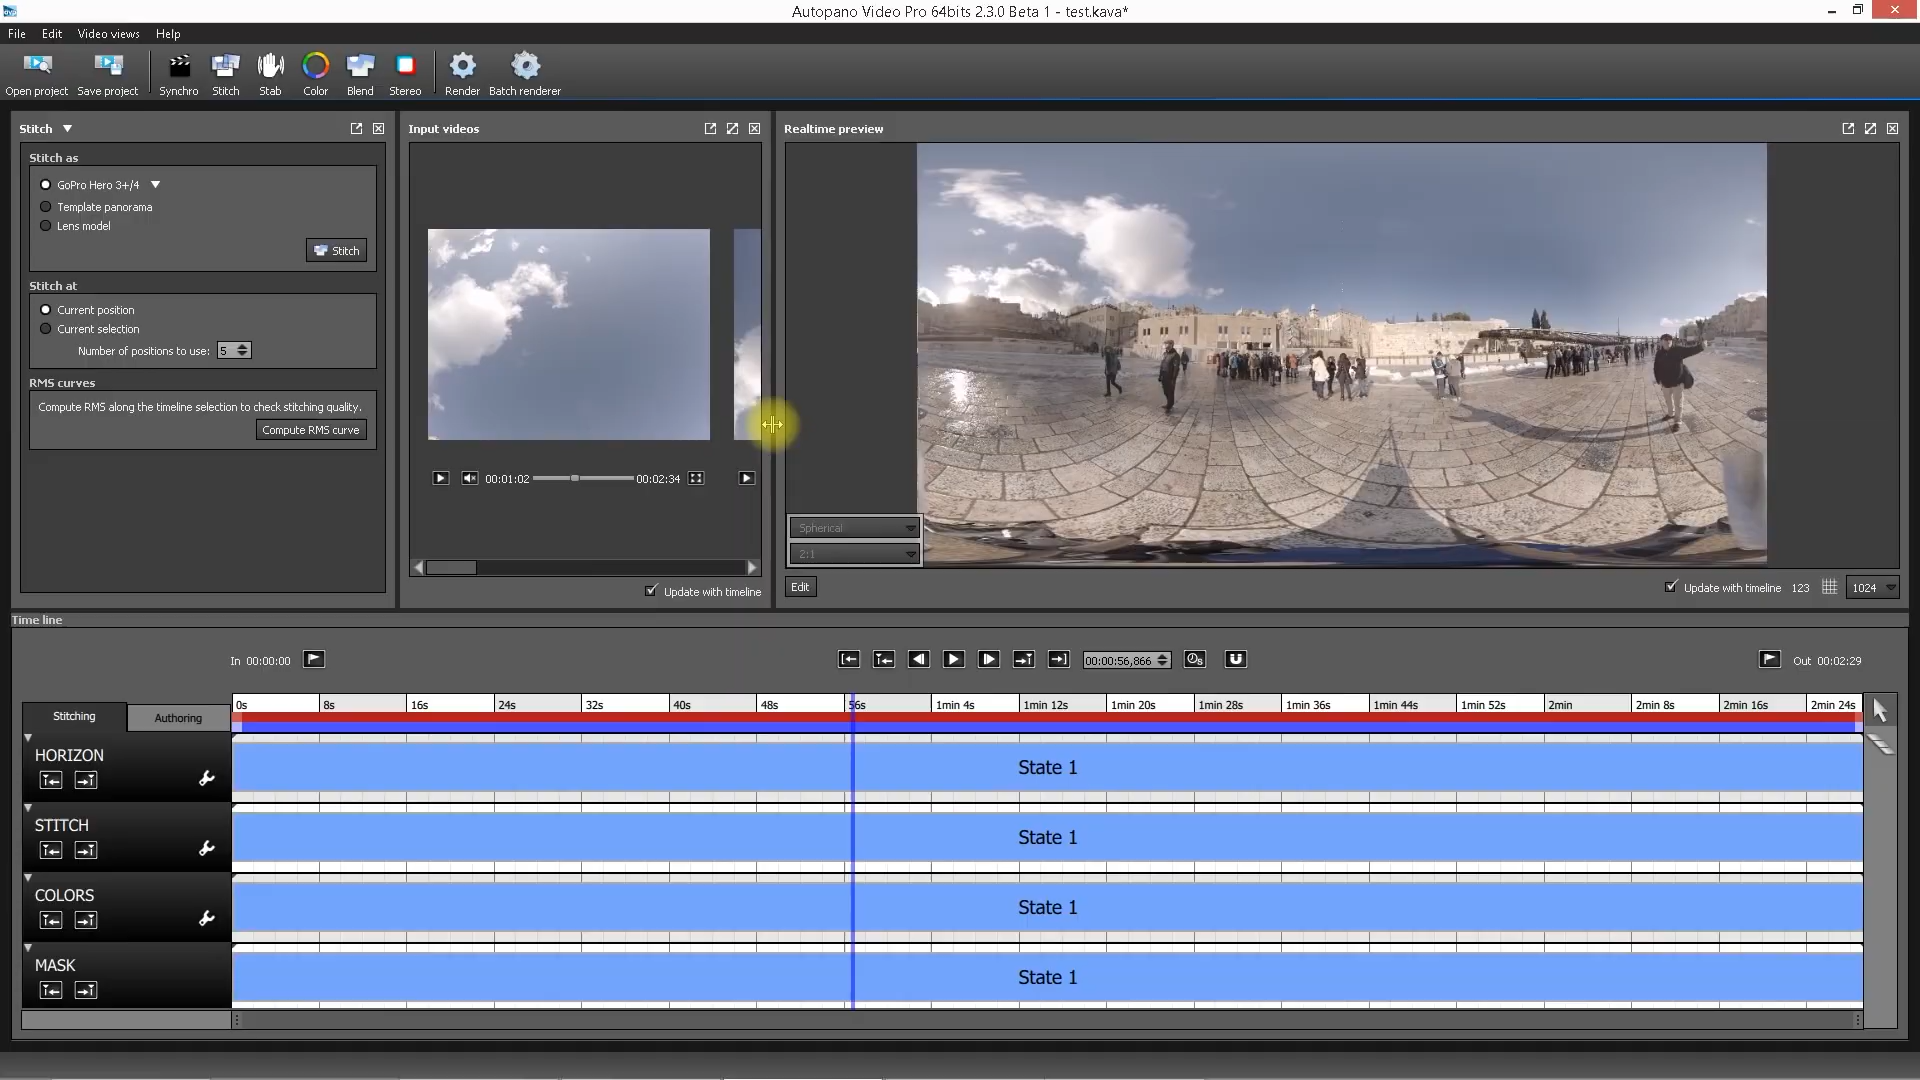 Autopano Video Pro 64bits 2.3.0 Beta 1 - test.kava*
File Edit Video views Help
Open project Save project Synchro Stitch Stab Color Blend Stereo Render Batch renderer
Stitch
Stitch as
GoPro Hero 3+/4
Template panorama
Lens model
Stitch
Stitch at
Current position
Current selection
Number of positions to use: 5
RMS curves
Compute RMS along the timeline selection to check stitching quality.
Compute RMS curve
Input videos
00:01:02 00:02:34
Update with timeline
Realtime preview
Spherical
2:1
Edit
Update with timeline 123 1024
Time line
In 00:00:00
00:00:56,866
Out 00:02:29
Stitching Authoring
0s 8s 16s 24s 32s 40s 48s 56s 1min 4s 1min 12s 1min 20s 1min 28s 1min 36s 1min 44s 1min 52s 2min 2min 8s 2min 16s 2min 24s
HORIZON
State 1
STITCH
State 1
COLORS
State 1
MASK
State 1